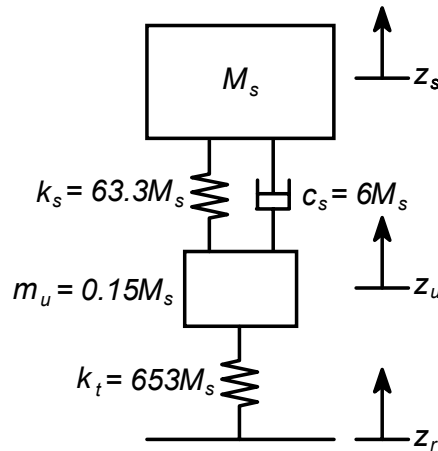 M_s
z_s
k_s = 63.3M_s
c_s = 6M_s
m_u = 0.15M_s
z_u
k_t = 653M_s
z_r